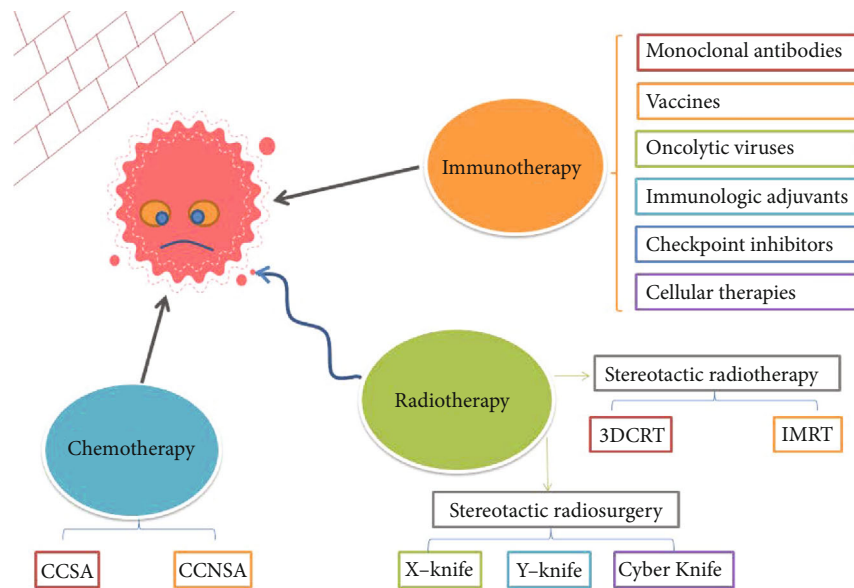 Monoclonal antibodies
Vaccines
Immunotherapy
Oncolytic viruses
Immunologic adjuvants
Checkpoint inhibitors
Cellular therapies
Radiotherapy
Stereotactic radiotherapy
3DCRT
IMRT
Chemotherapy
CCSA
CCNSA
Stereotactic radiosurgery
X–knife
Y–knife
Cyber Knife